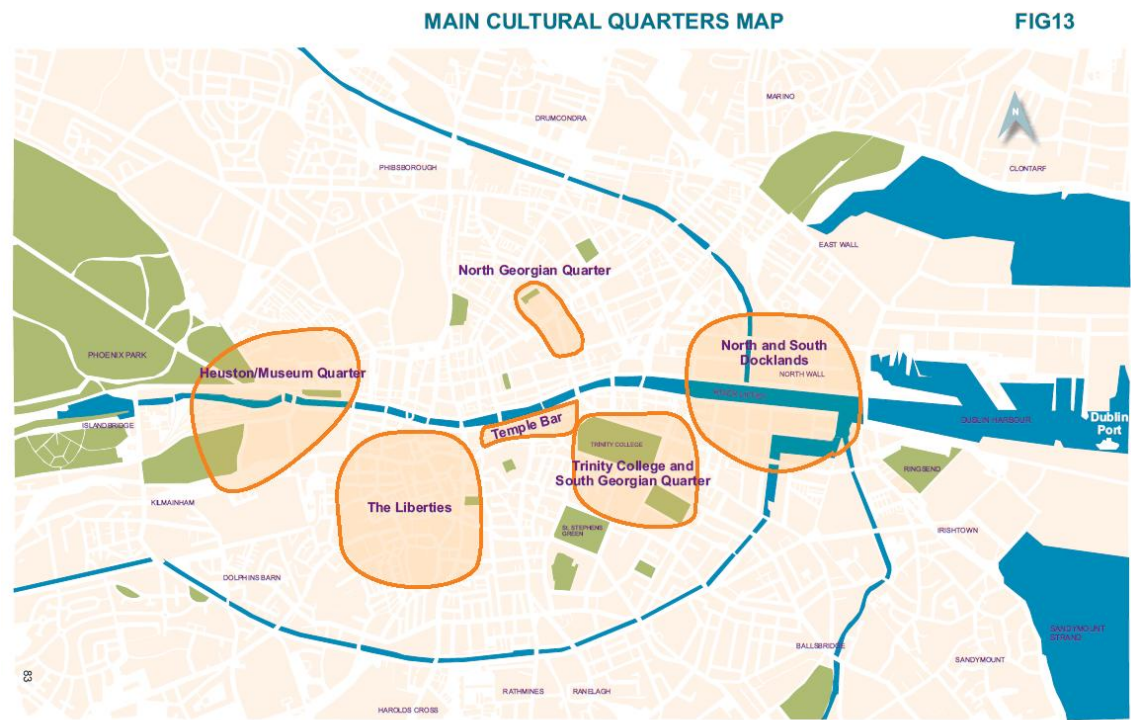 MAIN CULTURAL QUARTERS MAP
FIG13
MARINO
N
DRUMCONDRA
PHIBSBOROUGH
CLONTARF
EAST WALL
North Georgian Quarter
North and South
Docklands
NORTH WALL
PHOENIX PARK
Heuston/Museum Quarter
ISLANDBRIDGE
Temple Bar
TRINITY COLLEGE
Trinity College and
South Georgian Quarter
DUBLIN HARBOUR
Dublin
Port
RINGSEND
KILMAINHAM
The Liberties
ST. STEPHENS
GREEN
IRISHTOWN
DOLPHINS BARN
SANDYMOUNT
STRAND
BALLSBRIDGE
SANDYMOUNT
83
RATHMINES
RANELAGH
HAROLDS CROSS